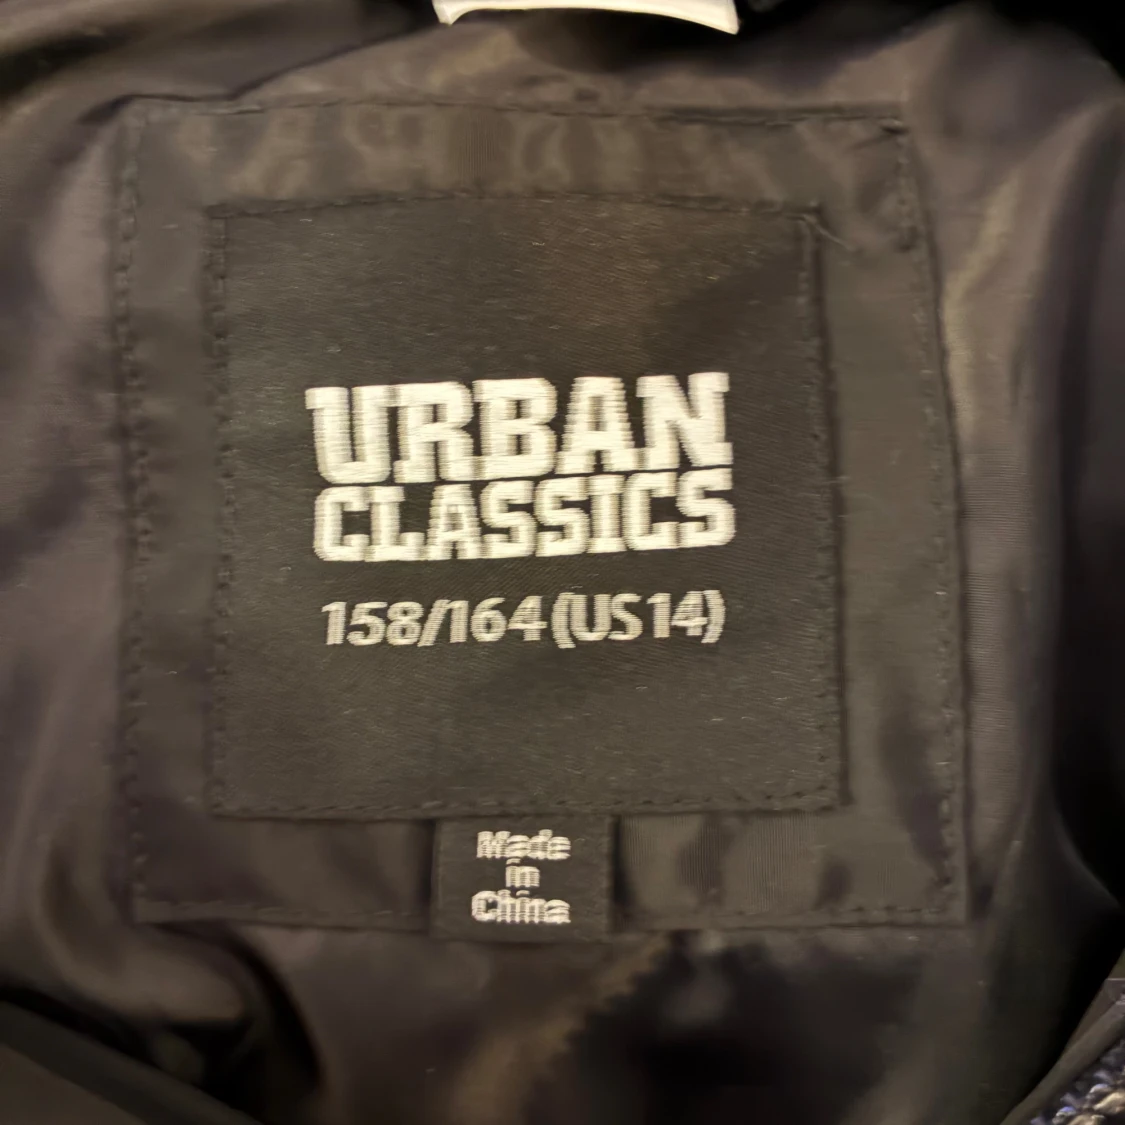 URBAN
CLASSICS
158/164 (US 14)
Made
in
China